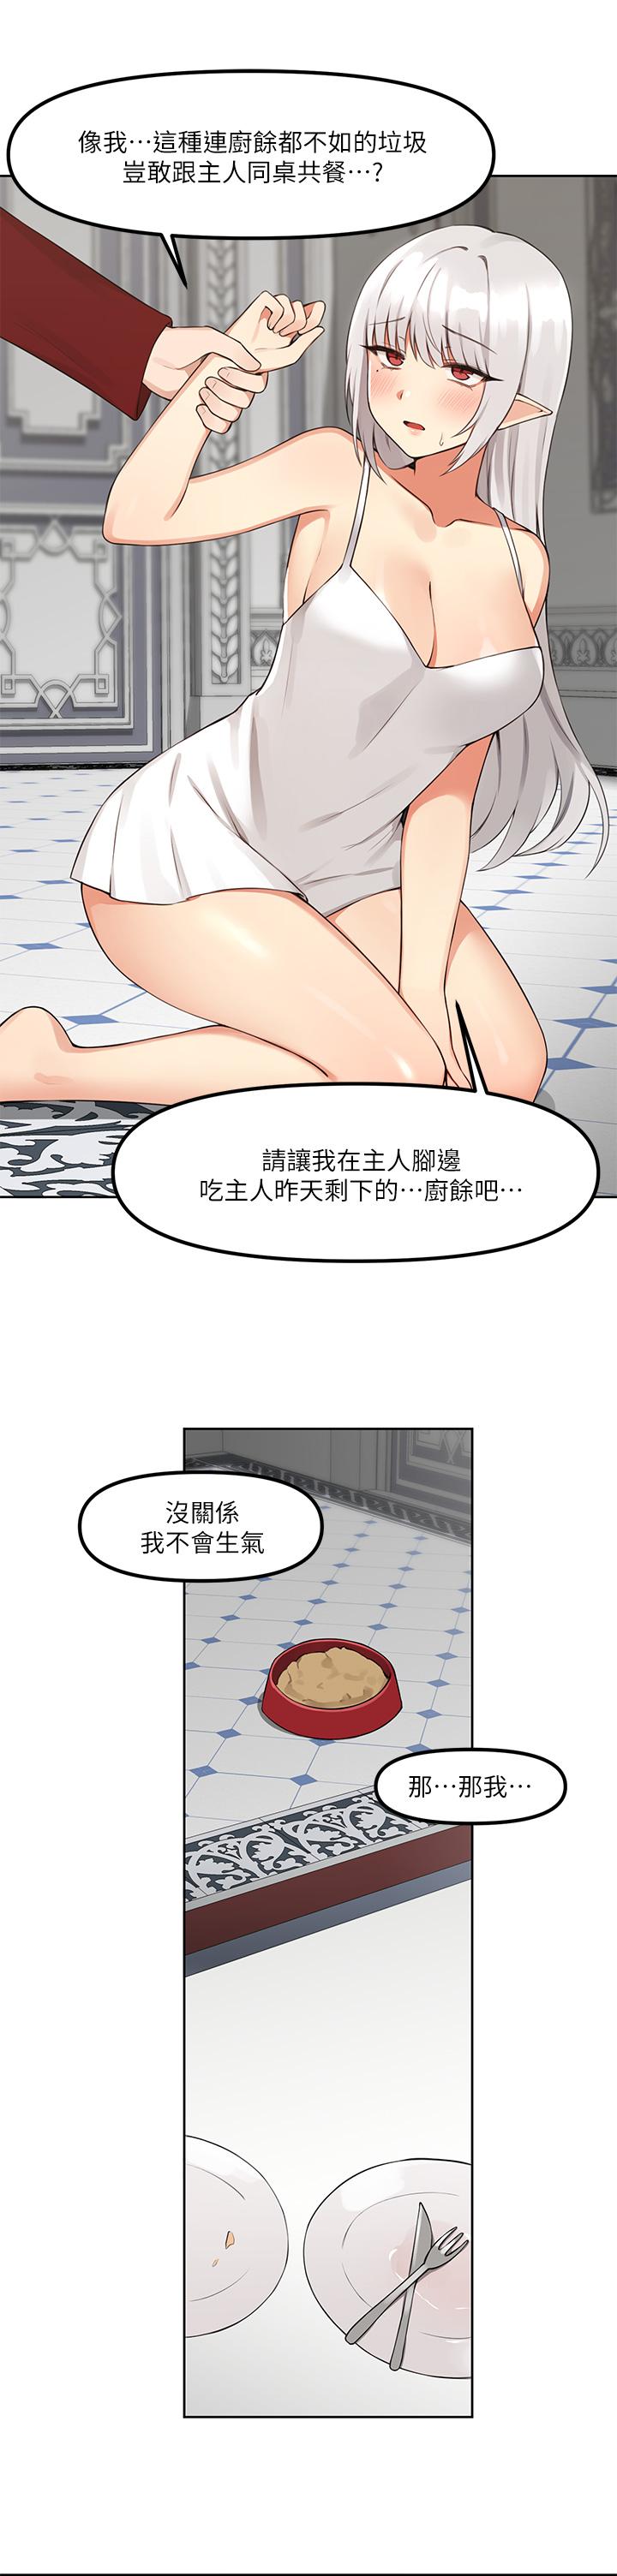 像我⋯這種連廚餘都不如的垃圾
豈敢跟主人同桌共餐⋯?
請讓我在主人腳邊
吃主人昨天剩下的⋯廚餘吧⋯
沒關係
我不會生氣
那⋯那我⋯